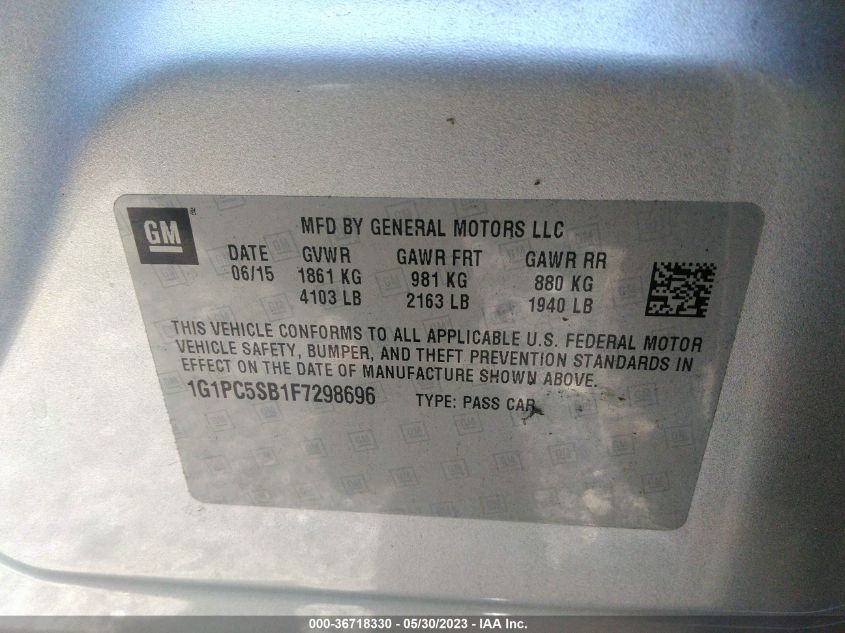 GM
MFD BY GENERAL MOTORS LLC
DATE GVWR GAWR FRT GAWR RR
06/15 1861 KG 981 KG 880 KG
4103 LB 2163 LB 1940 LB
THIS VEHICLE CONFORMS TO ALL APPLICABLE U.S. FEDERAL MOTOR
VEHICLE SAFETY, BUMPER, AND THEFT PREVENTION STANDARDS IN
EFFECT ON THE DATE OF MANUFACTURE SHOWN ABOVE.
1G1PC5SB1F7298696 TYPE: PASS CAR
000-36718330 - 05/30/2023 - IAA Inc.